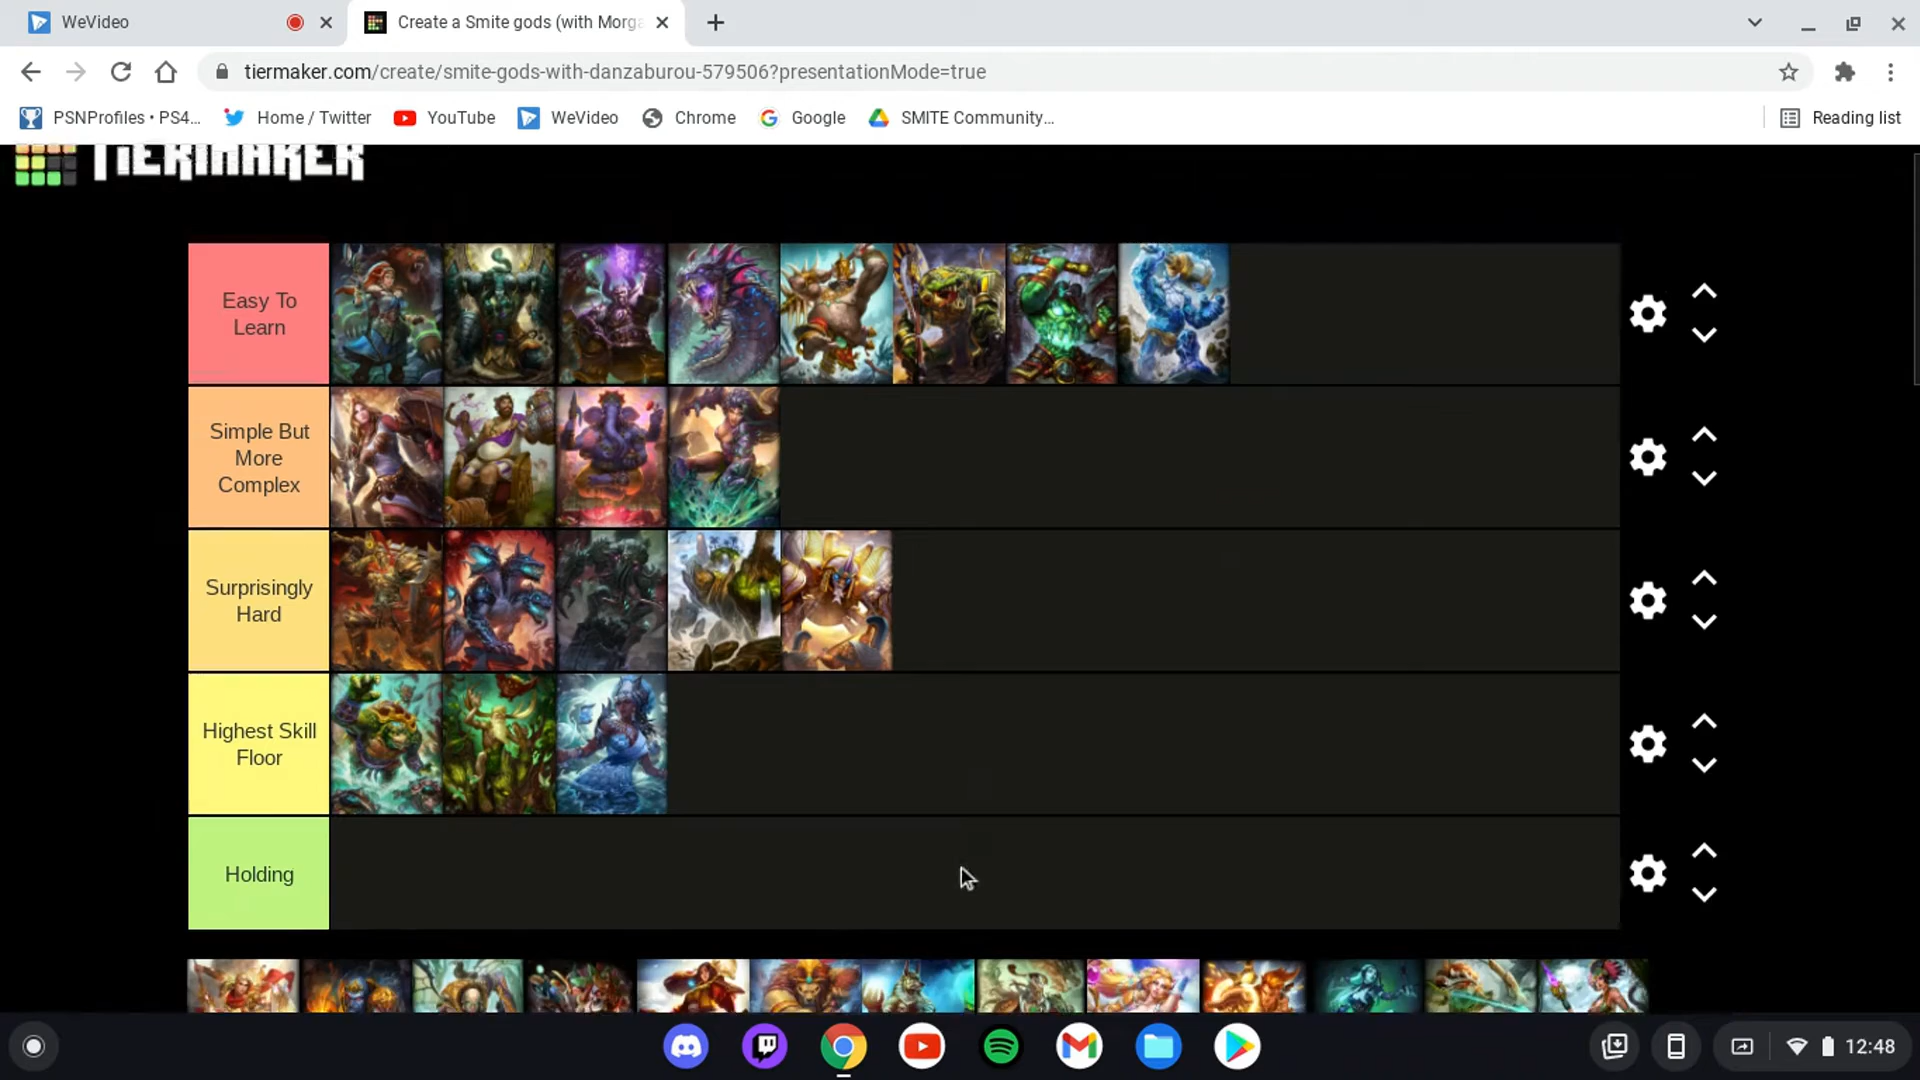 WeVideo
Create a Smite gods (with Morga
tiermaker.com/create/smite-gods-with-danzaburou-579506?presentationMode=true
PSNProfiles • PS4... Home / Twitter YouTube WeVideo Chrome Google SMITE Community... Reading list
TIERMAKER
Easy To
Learn
Simple But
More
Complex
Surprisingly
Hard
Highest Skill
Floor
Holding
12:48